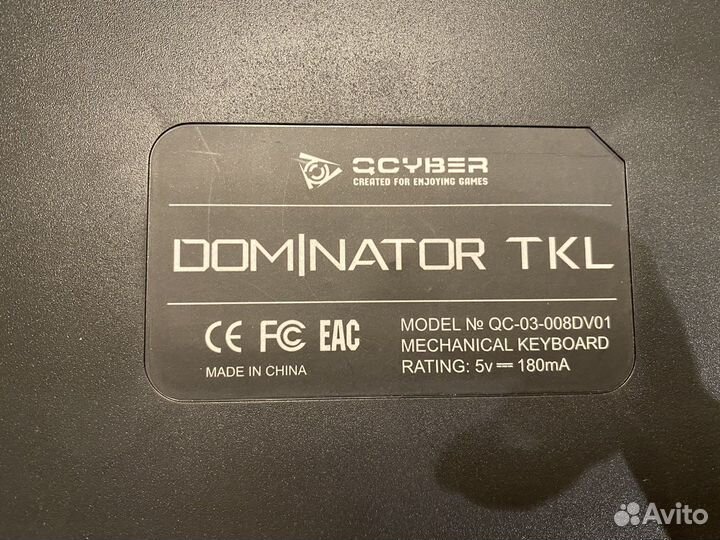 QCYBER
CREATED FOR ENJOYING GAMES
DOMINATOR TKL
CE FC EAC
MADE IN CHINA
MODEL № QC-03-008DV01
MECHANICAL KEYBOARD
RATING: 5v ⎓ 180mA
Avito